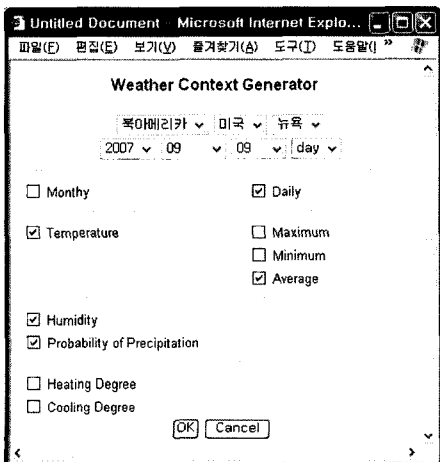 Untitled Document - Microsoft Internet Explo...
파일(F) 편집(E) 보기(V) 즐겨찾기(A) 도구(T) 도움말( »
Weather Context Generator
북아메리카 미국 뉴욕
2007 09 09 day
Monthy Daily
Temperature Maximum
Minimum
Average
Humidity
Probability of Precipitation
Heating Degree
Cooling Degree
OK Cancel